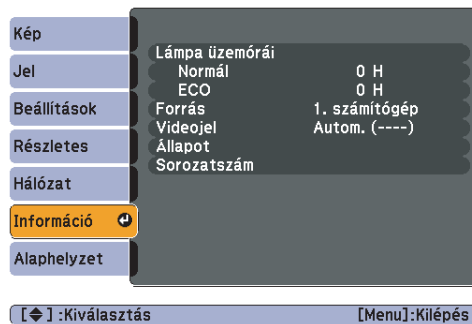 Kép
Jel
Beállítások
Részletes
Hálózat
Információ
Alaphelyzet
Lámpa üzemórái
Normál 0 H
ECO 0 H
Forrás 1. számítógép
Videojel Autom. (----)
Állapot
Sorozatszám
[◆] :Kiválasztás [Menu]:Kilépés